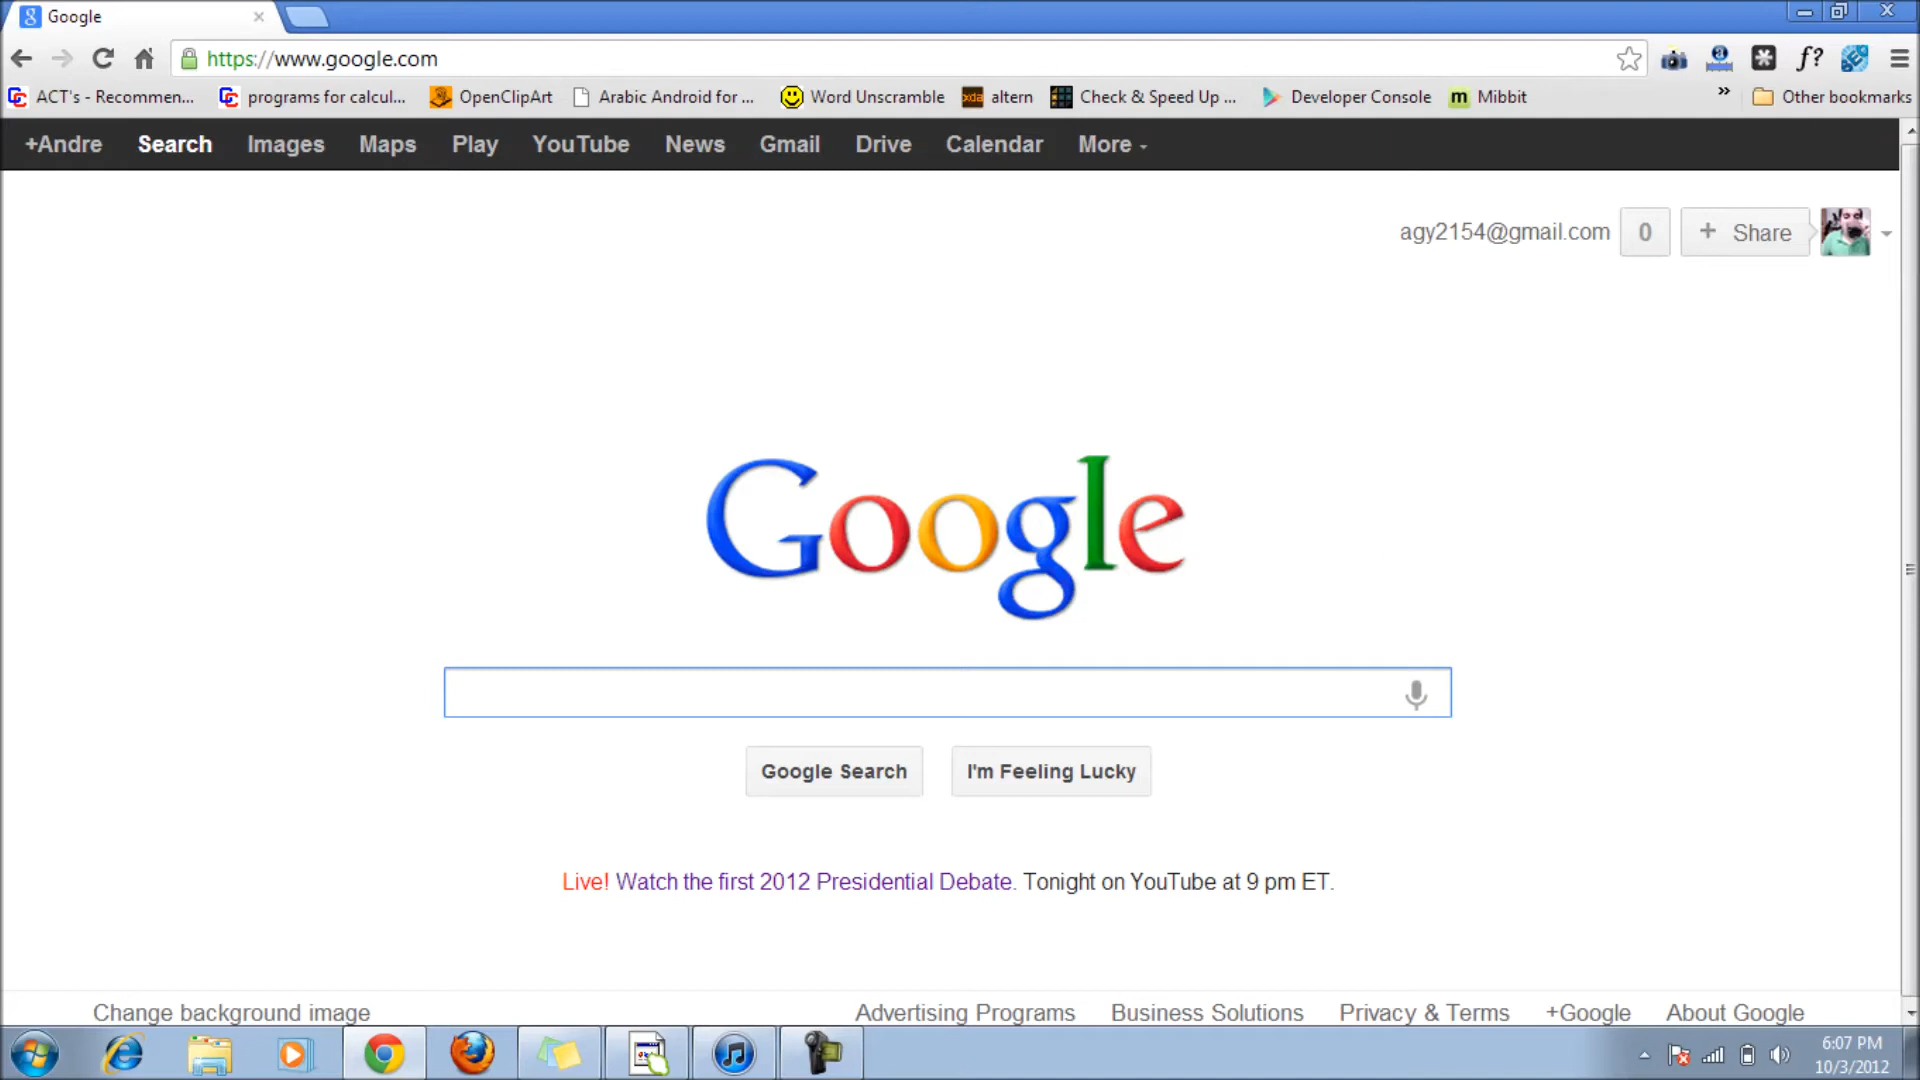 Google
https://www.google.com
ACT's - Recommen... programs for calcul... OpenClipArt Arabic Android for ... Word Unscramble altern Check & Speed Up ... Developer Console Mibbit » Other bookmarks
+Andre Search Images Maps Play YouTube News Gmail Drive Calendar More
agy2154@gmail.com 0 + Share
Google
Google Search I'm Feeling Lucky
Live! Watch the first 2012 Presidential Debate. Tonight on YouTube at 9 pm ET.
Change background image Advertising Programs Business Solutions Privacy & Terms +Google About Google
6:07 PM
10/3/2012